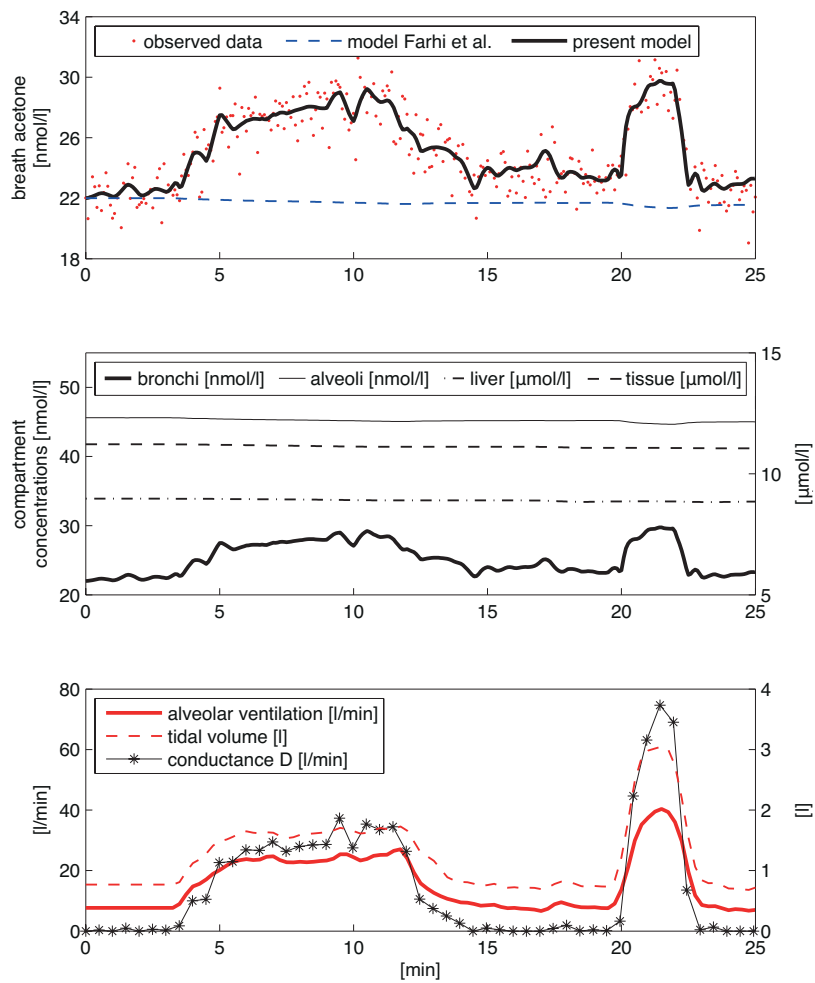 34
30
26
22
18
breath acetone
[nmol/l]
observed data
model Farhi et al.
present model
0
5
10
15
20
25
50
40
30
20
compartment
concentrations [nmol/l]
bronchi [nmol/l]
alveoli [nmol/l]
liver [µmol/l]
tissue [µmol/l]
15
10
5
[µmol/l]
0
5
10
15
20
25
80
60
40
20
0
[l/min]
alveolar ventilation [l/min]
tidal volume [l]
conductance D [l/min]
4
3
2
1
0
[l]
0
5
10
15
20
25
[min]